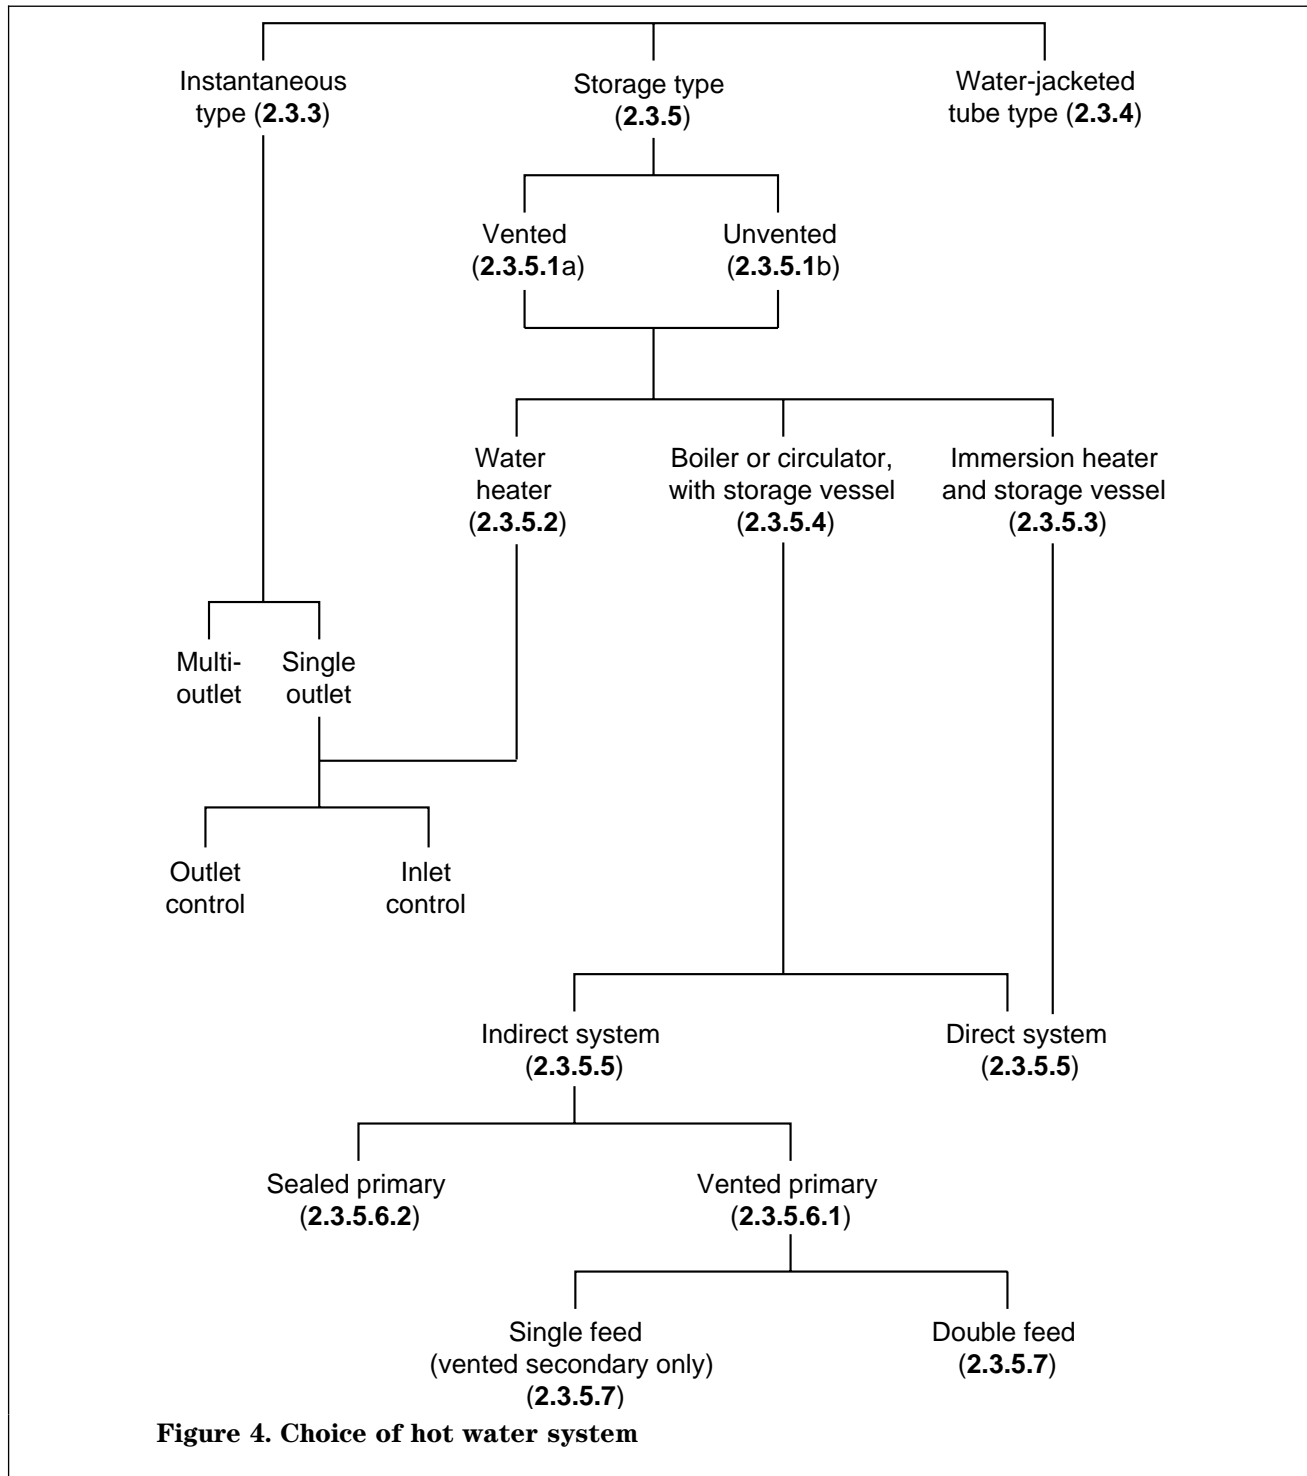 Instantaneous
type (2.3.3)
Storage type
(2.3.5)
Water-jacketed
tube type (2.3.4)
Vented
(2.3.5.1a)
Unvented
(2.3.5.1b)
Water
heater
(2.3.5.2)
Boiler or circulator,
with storage vessel
(2.3.5.4)
Immersion heater
and storage vessel
(2.3.5.3)
Multi-
outlet
Single
outlet
Outlet
control
Inlet
control
Indirect system
(2.3.5.5)
Direct system
(2.3.5.5)
Sealed primary
(2.3.5.6.2)
Vented primary
(2.3.5.6.1)
Single feed
(vented secondary only)
(2.3.5.7)
Double feed
(2.3.5.7)
Figure 4. Choice of hot water system